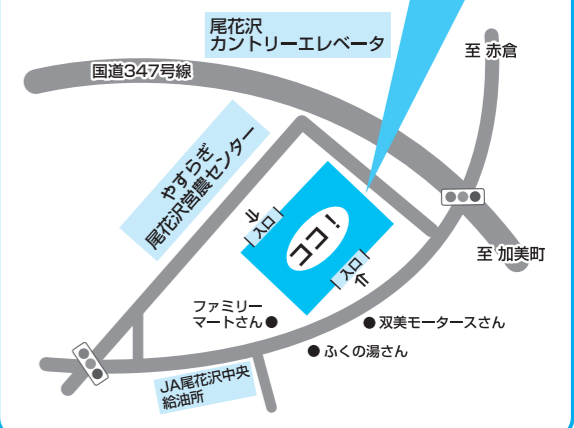 尾花沢
カントリーエレベータ
至 赤倉
国道347号線
やすらぎ
尾花沢営農センター
入口
ココ！
入口
至 加美町
ファミリー
マートさん
双美モータースさん
ふくの湯さん
JA尾花沢中央
給油所